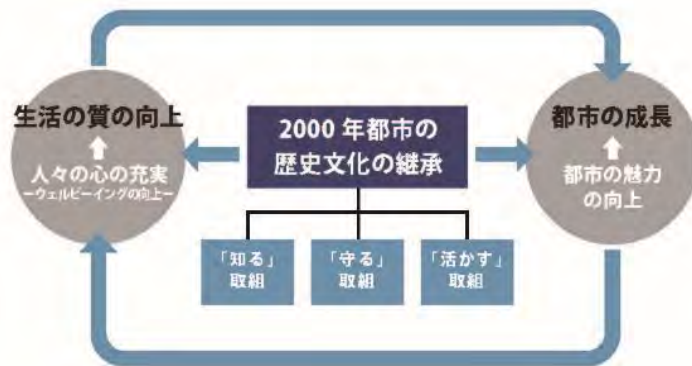 生活の質の向上
人々の心の充実
ーウェルビーイングの向上ー
2000年都市の
歴史文化の継承
都市の成長
都市の魅力
の向上
「知る」
取組
「守る」
取組
「活かす」
取組